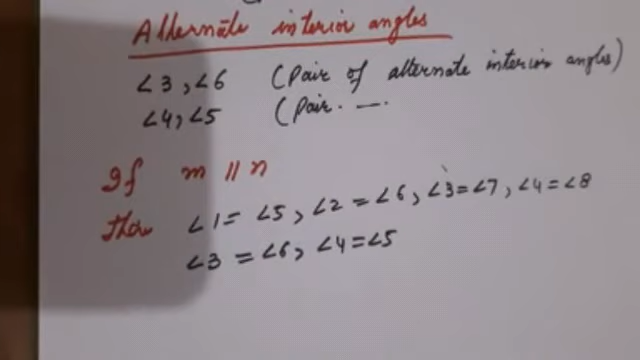 Alternate interior angles
∠3, ∠6 (Pair of alternate interior angles)
∠4, ∠5 (Pair. —
If m || n
Then ∠1 = ∠5, ∠2 = ∠6, ∠3 = ∠7, ∠4 = ∠8
∠3 = ∠6, ∠4 = ∠5